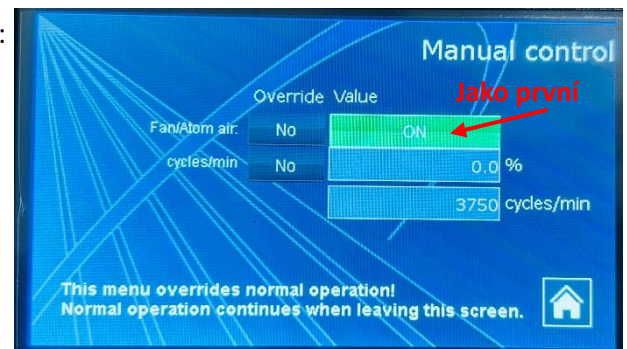 :
Manual control
Override Value
Jako první
Fan/Atom air: No ON
cycles/min No 0.0 %
3750 cycles/min
This menu overrides normal operation!
Normal operation continues when leaving this screen.